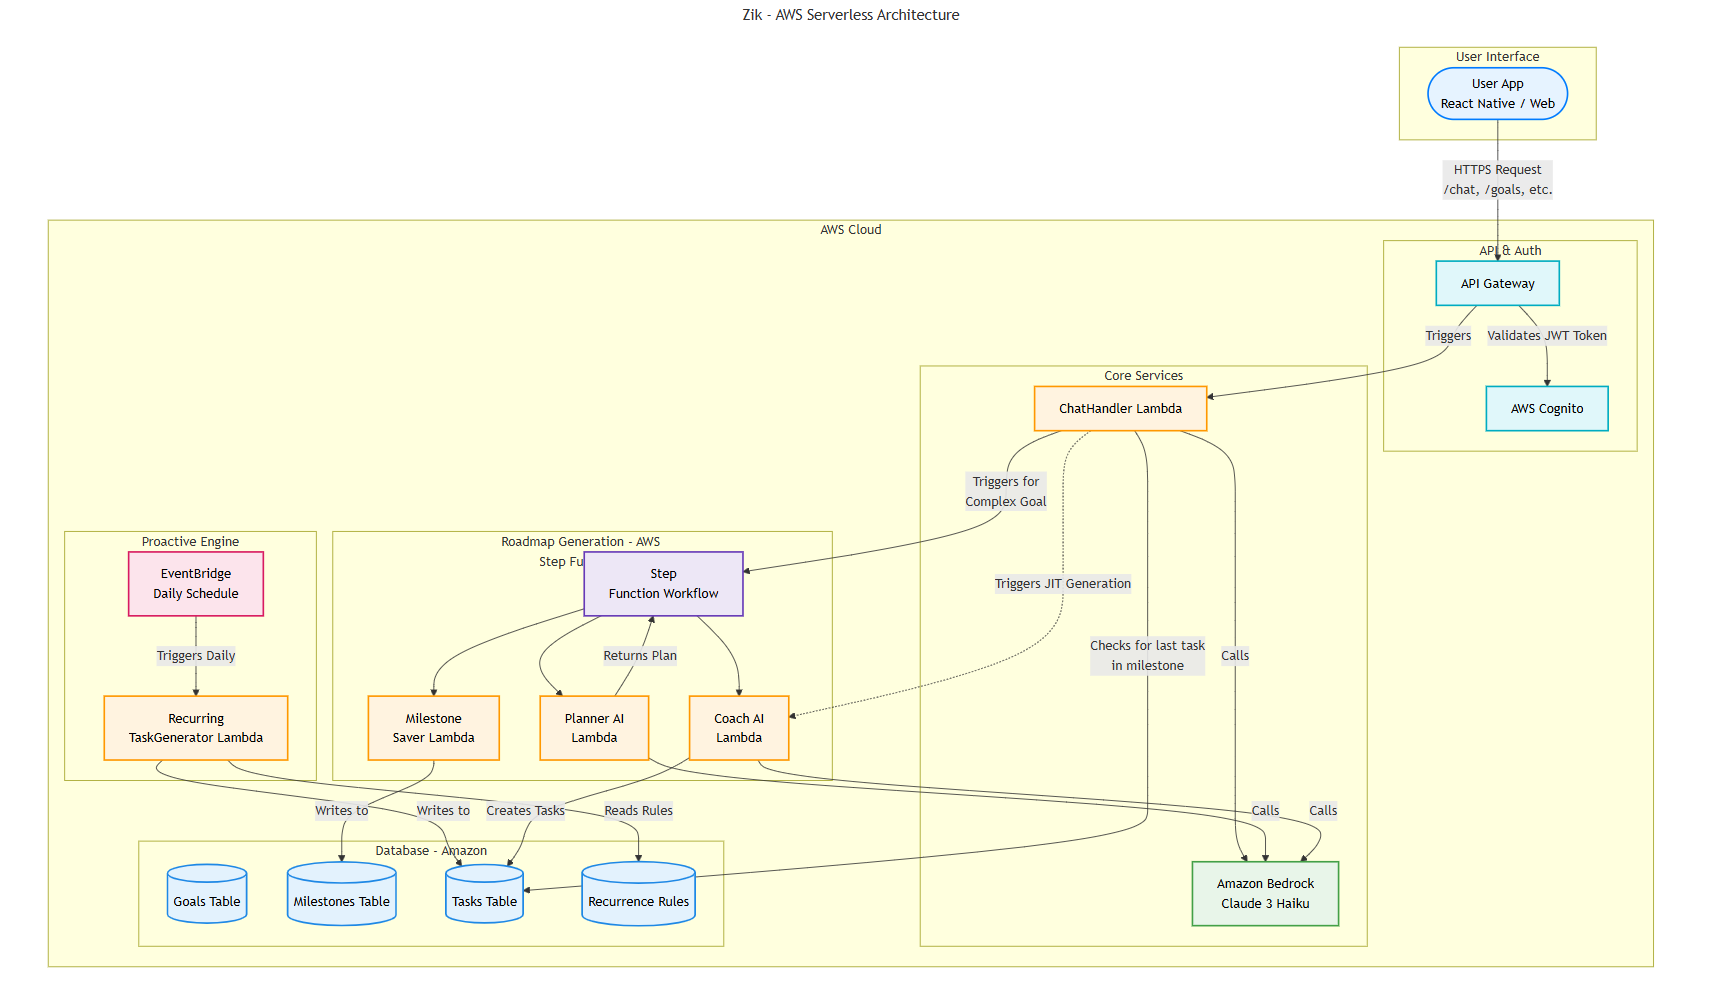 Zik - AWS Serverless Architecture
User Interface
User App
React Native / Web
HTTPS Request
/chat, /goals, etc.
AWS Cloud
API & Auth
API Gateway
Triggers
Validates JWT Token
AWS Cognito
Core Services
ChatHandler Lambda
Triggers for
Complex Goal
Triggers JIT Generation
Checks for last task
in milestone
Calls
Proactive Engine
EventBridge
Daily Schedule
Triggers Daily
Recurring
TaskGenerator Lambda
Roadmap Generation - AWS
Step Fu
Step
Function Workflow
Returns Plan
Milestone
Saver Lambda
Planner AI
Lambda
Coach AI
Lambda
Writes to
Writes to
Creates Tasks
Reads Rules
Calls
Calls
Database - Amazon
Goals Table
Milestones Table
Tasks Table
Recurrence Rules
Amazon Bedrock
Claude 3 Haiku